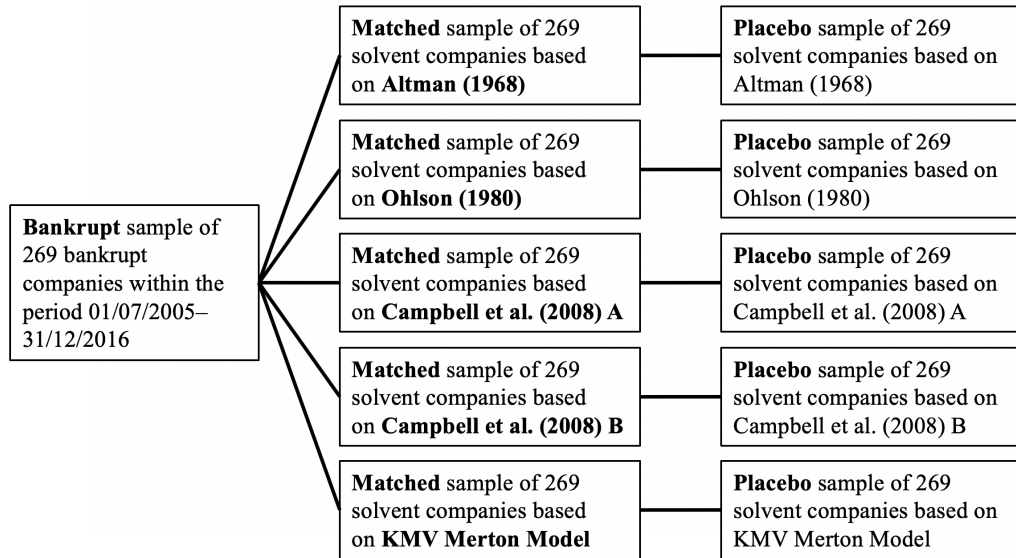 Bankrupt sample of
269 bankrupt
companies within the
period 01/07/2005–
31/12/2016
Matched sample of 269
solvent companies based
on Altman (1968)
Placebo sample of 269
solvent companies based on
Altman (1968)
Matched sample of 269
solvent companies based
on Ohlson (1980)
Placebo sample of 269
solvent companies based on
Ohlson (1980)
Matched sample of 269
solvent companies based
on Campbell et al. (2008) A
Placebo sample of 269
solvent companies based on
Campbell et al. (2008) A
Matched sample of 269
solvent companies based
on Campbell et al. (2008) B
Placebo sample of 269
solvent companies based on
Campbell et al. (2008) B
Matched sample of 269
solvent companies based
on KMV Merton Model
Placebo sample of 269
solvent companies based on
KMV Merton Model